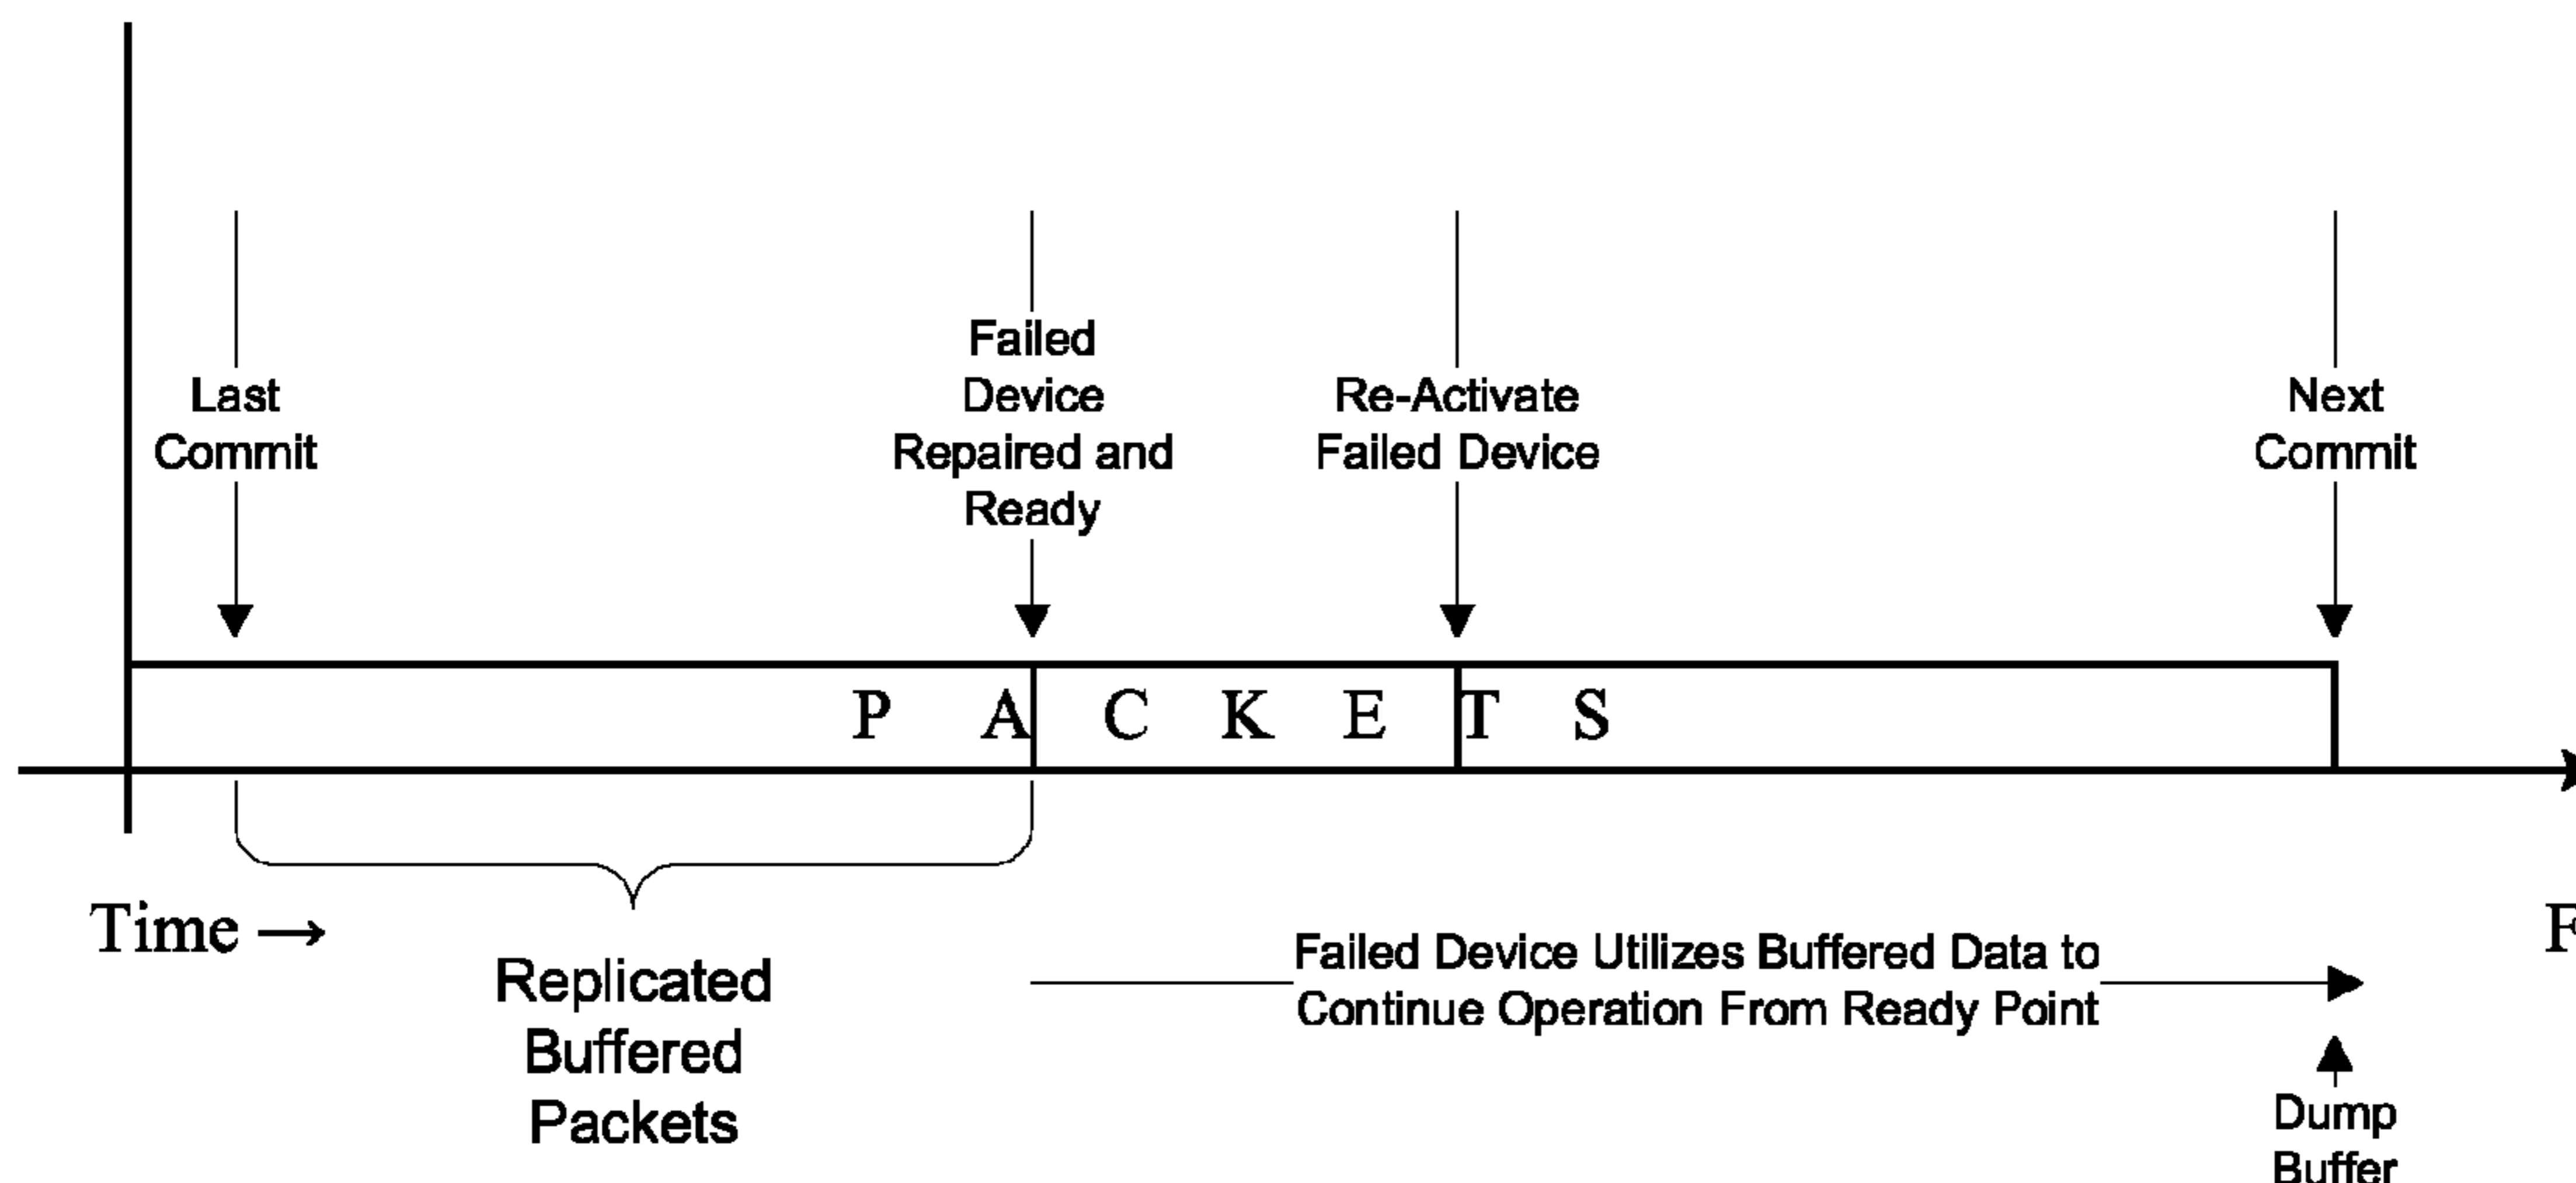 Last
Commit
Failed
Device
Repaired and
Ready
Re-Activate
Failed Device
Next
Commit
P A C K E T S
Time →
Replicated
Buffered
Packets
Failed Device Utilizes Buffered Data to
Continue Operation From Ready Point
Dump
Buffer